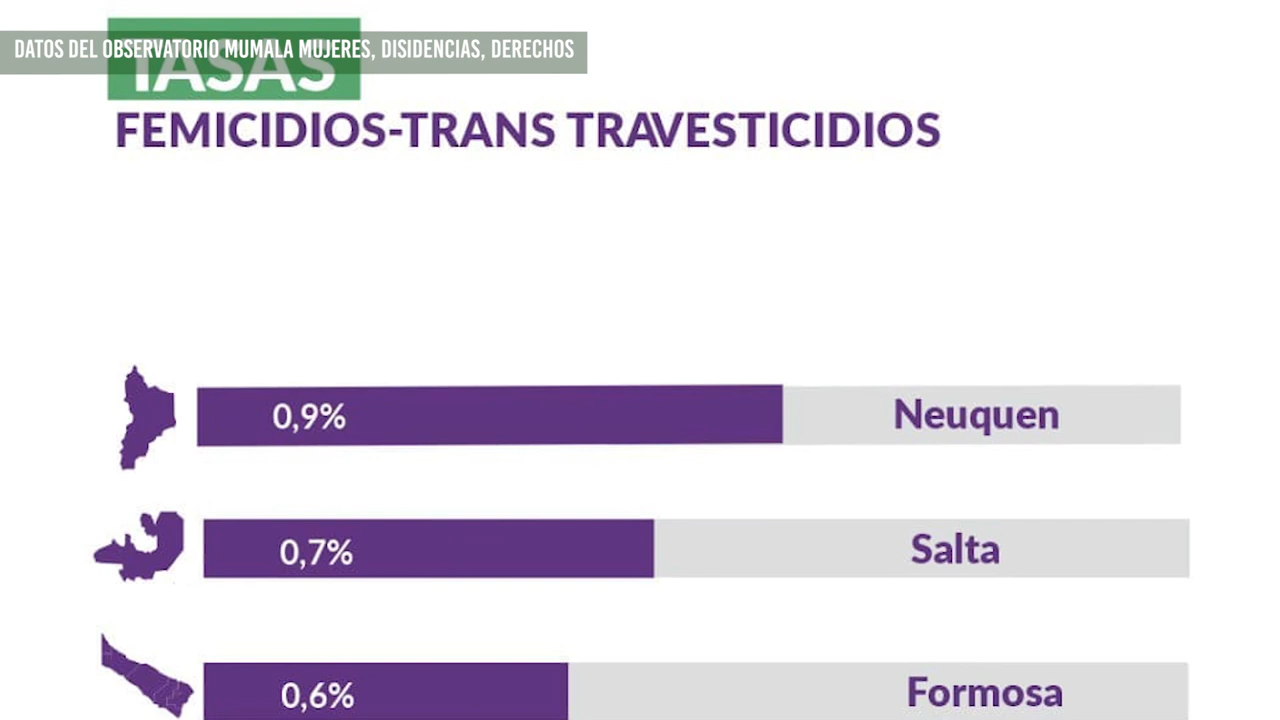 DATOS DEL OBSERVATORIO MUMALA MUJERES, DISIDENCIAS, DERECHOS
TASAS
FEMICIDIOS-TRANS TRAVESTICIDIOS
0,9% Neuquen
0,7% Salta
0,6% Formosa